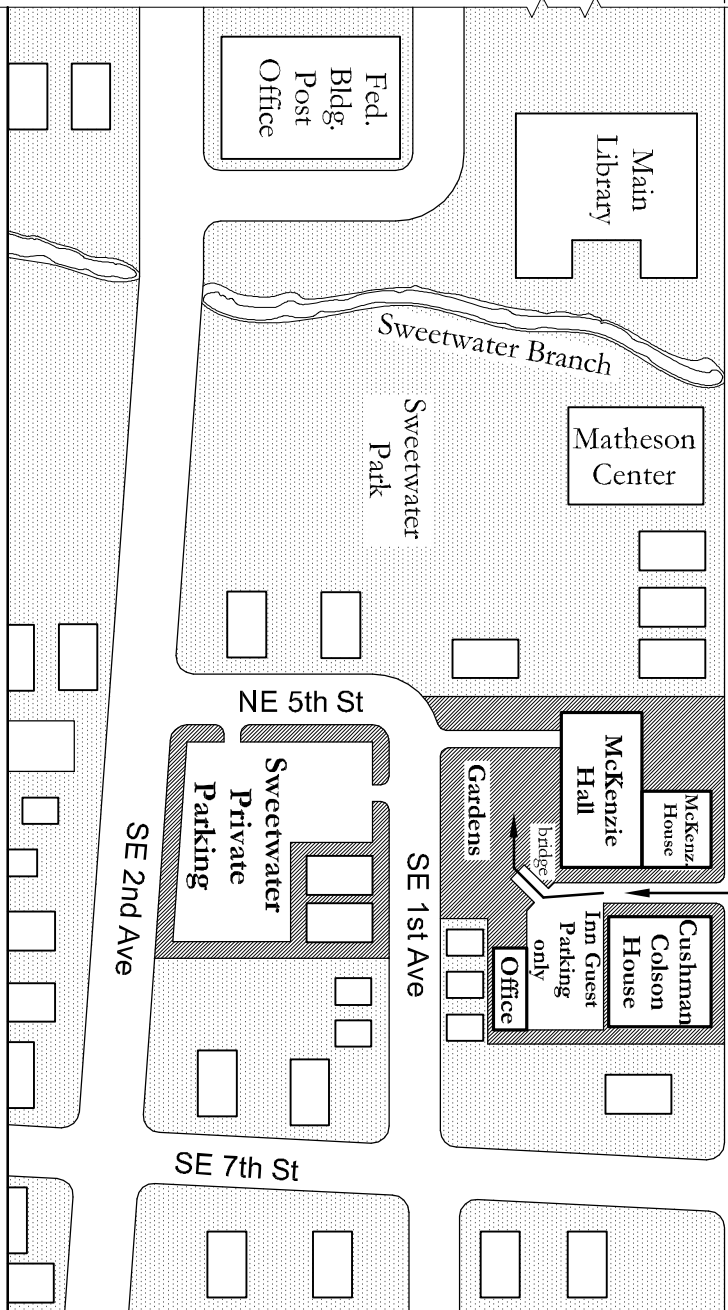 Fed.
Bldg.
Post
Office
Main
Library
Sweetwater Branch
Matheson
Center
Sweetwater
Park
NE 5th St
McKenzie
Hall
McKenz.
House
Gardens
bridge
Sweetwater
Private
Parking
SE 2nd Ave
SE 1st Ave
Inn Guest
Parking
only
Cushman
Colson
House
Office
SE 7th St